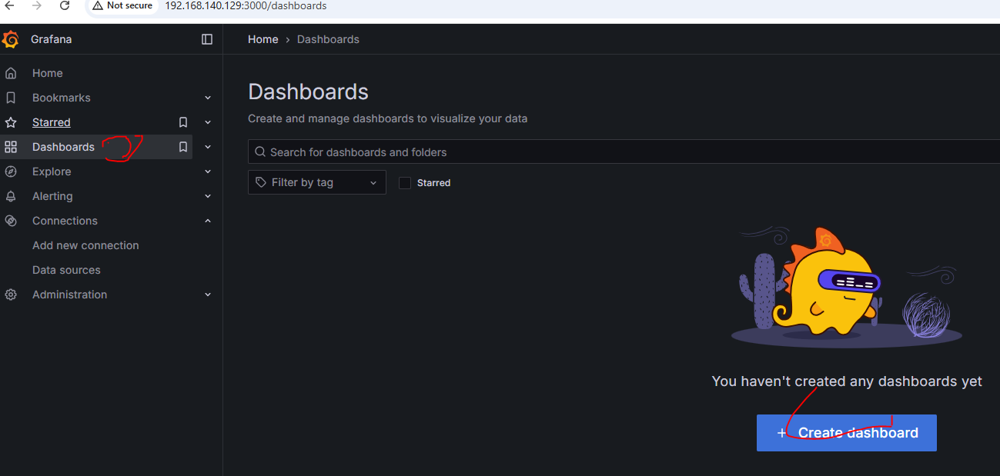 Not secure 192.168.140.129:3000/dashboards
Grafana
Home › Dashboards
Home
Bookmarks
Starred
Dashboards
Explore
Alerting
Connections
Add new connection
Data sources
Administration
Dashboards
Create and manage dashboards to visualize your data
Search for dashboards and folders
Filter by tag
Starred
You haven't created any dashboards yet
+ Create dashboard